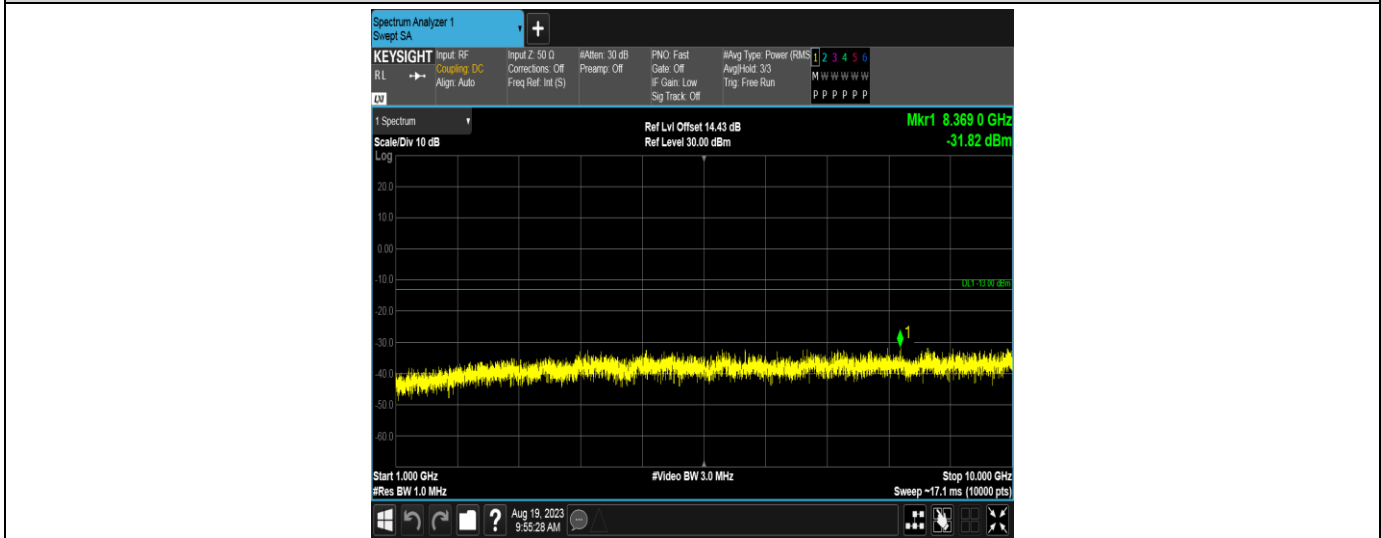 Spectrum Analyzer 1
Swept SA
+
KEYSIGHT
RL
LXI
Input: RF
Coupling: DC
Align: Auto
Input Z: 50 Ω
Corrections: Off
Freq Ref: Int (S)
#Atten: 30 dB
Preamp: Off
PNO: Fast
Gate: Off
IF Gain: Low
Sig Track: Off
#Avg Type: Power (RMS
Avg|Hold: 3/3
Trig: Free Run
1 2 3 4 5 6
M W W W W W
P P P P P P
1 Spectrum
Scale/Div 10 dB
Ref Lvl Offset 14.43 dB
Ref Level 30.00 dBm
Mkr1 8.369 0 GHz
-31.82 dBm
Log
20.0
10.0
0.00
-10.0
DL1 -13.00 dBm
-20.0
1
-30.0
-40.0
-50.0
-60.0
Start 1.000 GHz
#Video BW 3.0 MHz
Stop 10.000 GHz
#Res BW 1.0 MHz
Sweep ~17.1 ms (10000 pts)
?
Aug 19, 2023
9:55:28 AM